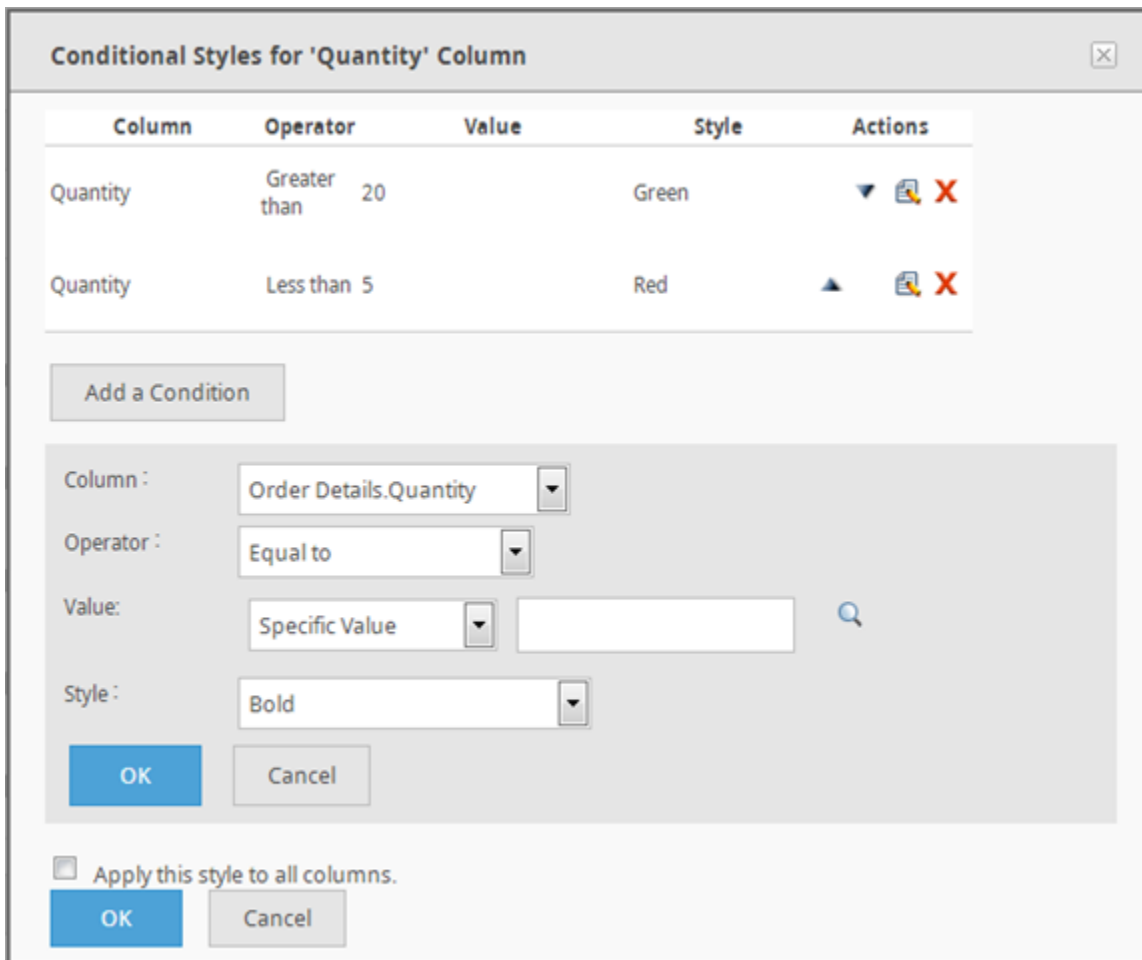 Conditional Styles for 'Quantity' Column
Column Operator Value Style Actions
Quantity Greater than 20 Green
Quantity Less than 5 Red
Add a Condition
Column : Order Details.Quantity
Operator : Equal to
Value: Specific Value
Style : Bold
OK Cancel
Apply this style to all columns.
OK Cancel